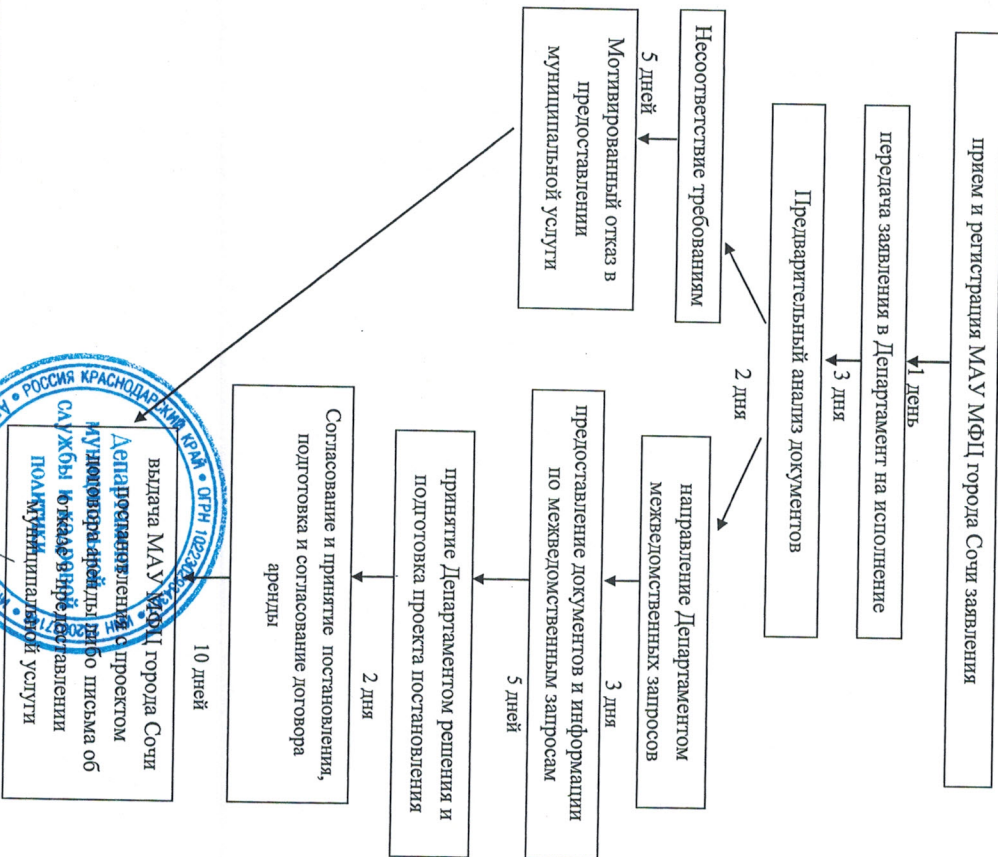 прием и регистрация МАУ МФЦ города Сочи заявления
1 день
передача заявления в Департамент на исполнение
3 дня
Предварительный анализ документов
2 дня
Несоответствие требованиям
5 дней
Мотивированный отказ в
предоставлении
муниципальной услуги
направление Департаментом
межведомственных запросов
3 дня
предоставление документов и информации
по межведомственным запросам
5 дней
принятие Департаментом решения и
подготовка проекта постановления
2 дня
Согласование и принятие постановления,
подготовка и согласование договора
аренды
10 дней
выдача МАУ МФЦ города Сочи
постановления с проектом
договора аренды либо письма об
отказе в предоставлении
муниципальной услуги
РОССИЯ КРАСНОДАРСКИЙ КРАЙ • ОГРН
ИНН
Департамент
муниципальной
службы и кадровой
политики